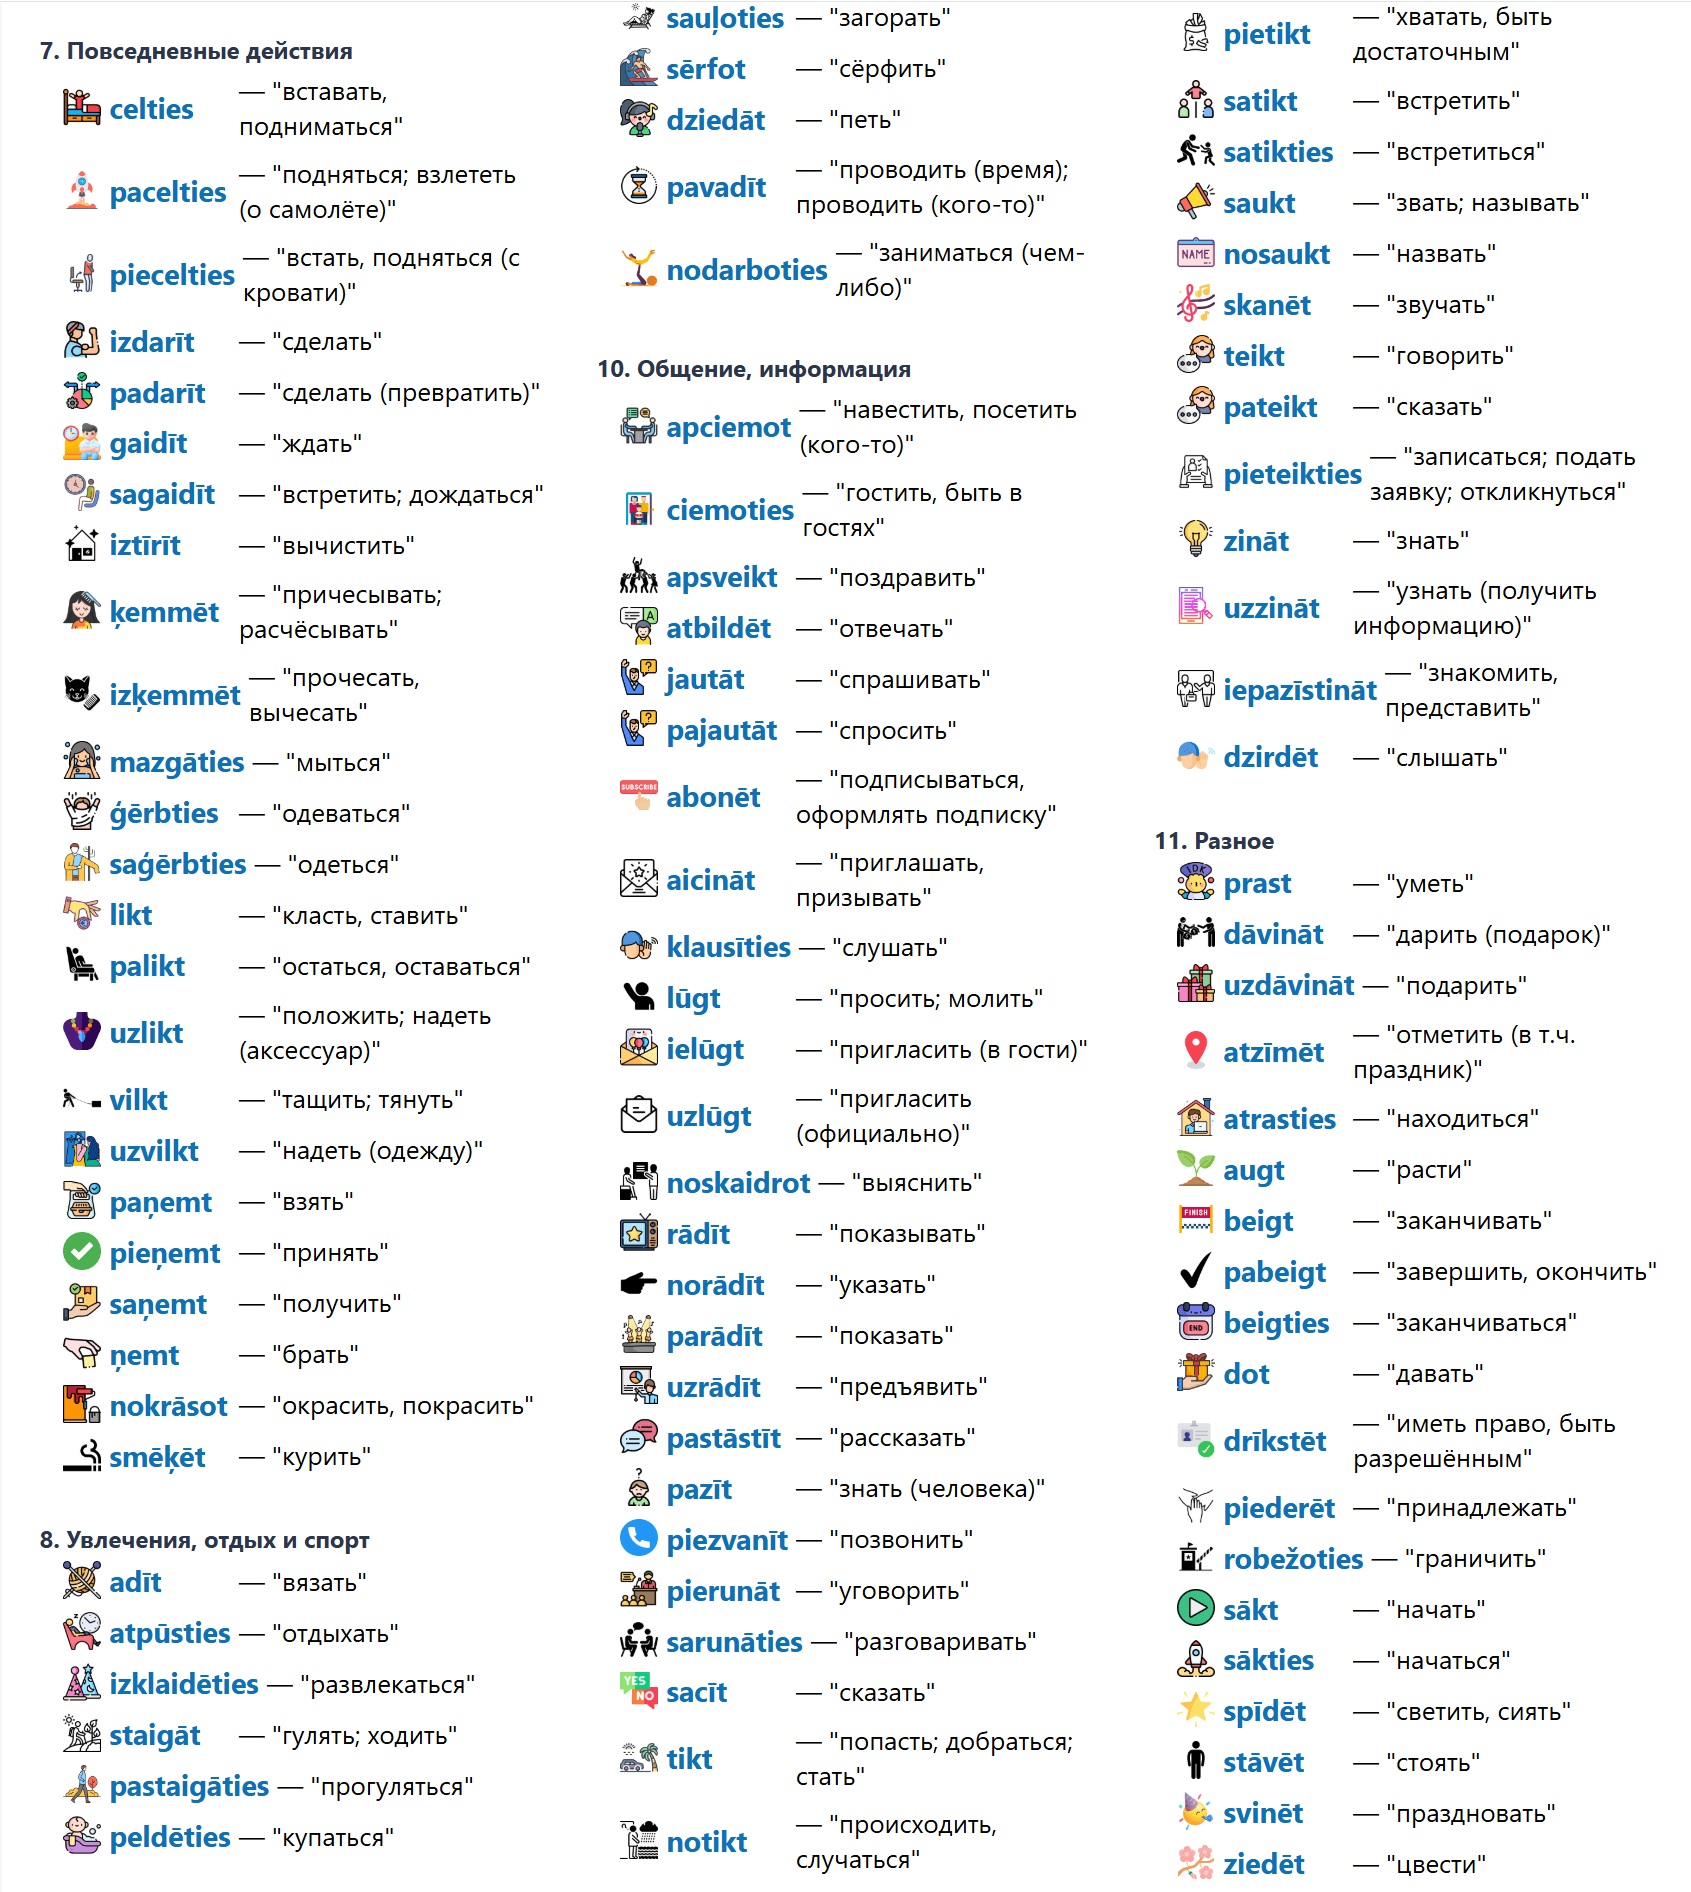 7. Повседневные действия
celties — "вставать,
подниматься"
pacelties — "подняться; взлететь
(о самолёте)"
piecelties — "встать, подняться (с
кровати)"
izdarīt — "сделать"
padarīt — "сделать (превратить)"
gaidīt — "ждать"
sagaidīt — "встретить; дождаться"
iztīrīt — "вычистить"
ķemmēt — "причесывать;
расчёсывать"
izķemmēt — "прочесать,
вычесать"
mazgāties — "мыться"
ģērbties — "одеваться"
saģērbties — "одеться"
likt — "класть, ставить"
palikt — "остаться, оставаться"
uzlikt — "положить; надеть
(аксессуар)"
vilkt — "тащить; тянуть"
uzvilkt — "надеть (одежду)"
paņemt — "взять"
pieņemt — "принять"
saņemt — "получить"
ņemt — "брать"
nokrāsot — "окрасить, покрасить"
smēķēt — "курить"
8. Увлечения, отдых и спорт
adīt — "вязать"
atpūsties — "отдыхать"
izklaidēties — "развлекаться"
staigāt — "гулять; ходить"
pastaigāties — "прогуляться"
peldēties — "купаться"
sauļoties — "загорать"
sērfot — "сёрфить"
dziedāt — "петь"
pavadīt — "проводить (время);
проводить (кого-то)"
nodarboties — "заниматься (чем-
либо)"
10. Общение, информация
apciemot — "навестить, посетить
(кого-то)"
ciemoties — "гостить, быть в
гостях"
apsveikt — "поздравить"
A
atbildēt — "отвечать"
?
jautāt — "спрашивать"
?
pajautāt — "спросить"
SUBSCRIBE
abonēt — "подписываться,
оформлять подписку"
aicināt — "приглашать,
призывать"
klausīties — "слушать"
lūgt — "просить; молить"
ielūgt — "пригласить (в гости)"
uzlūgt — "пригласить
(официально)"
noskaidrot — "выяснить"
rādīt — "показывать"
norādīt — "указать"
parādīt — "показать"
uzrādīt — "предъявить"
pastāstīt — "рассказать"
?
pazīt — "знать (человека)"
piezvanīt — "позвонить"
pierunāt — "уговорить"
sarunāties — "разговаривать"
YES
NO
sacīt — "сказать"
tikt — "попасть; добраться;
стать"
notikt — "происходить,
случаться"
pietikt — "хватать, быть
достаточным"
satikt — "встретить"
satikties — "встретиться"
saukt — "звать; называть"
NAME
nosaukt — "назвать"
skanēt — "звучать"
teikt — "говорить"
pateikt — "сказать"
pieteikties — "записаться; подать
заявку; откликнуться"
zināt — "знать"
uzzināt — "узнать (получить
информацию)"
iepazīstināt — "знакомить,
представить"
dzirdēt — "слышать"
11. Разное
IDK
prast — "уметь"
dāvināt — "дарить (подарок)"
uzdāvināt — "подарить"
atzīmēt — "отметить (в т.ч.
праздник)"
atrasties — "находиться"
augt — "расти"
FINISH
beigt — "заканчивать"
pabeigt — "завершить, окончить"
END
beigties — "заканчиваться"
dot — "давать"
drīkstēt — "иметь право, быть
разрешённым"
piederēt — "принадлежать"
robežoties — "граничить"
sākt — "начать"
sākties — "начаться"
spīdēt — "светить, сиять"
stāvēt — "стоять"
svinēt — "праздновать"
ziedēt — "цвести"